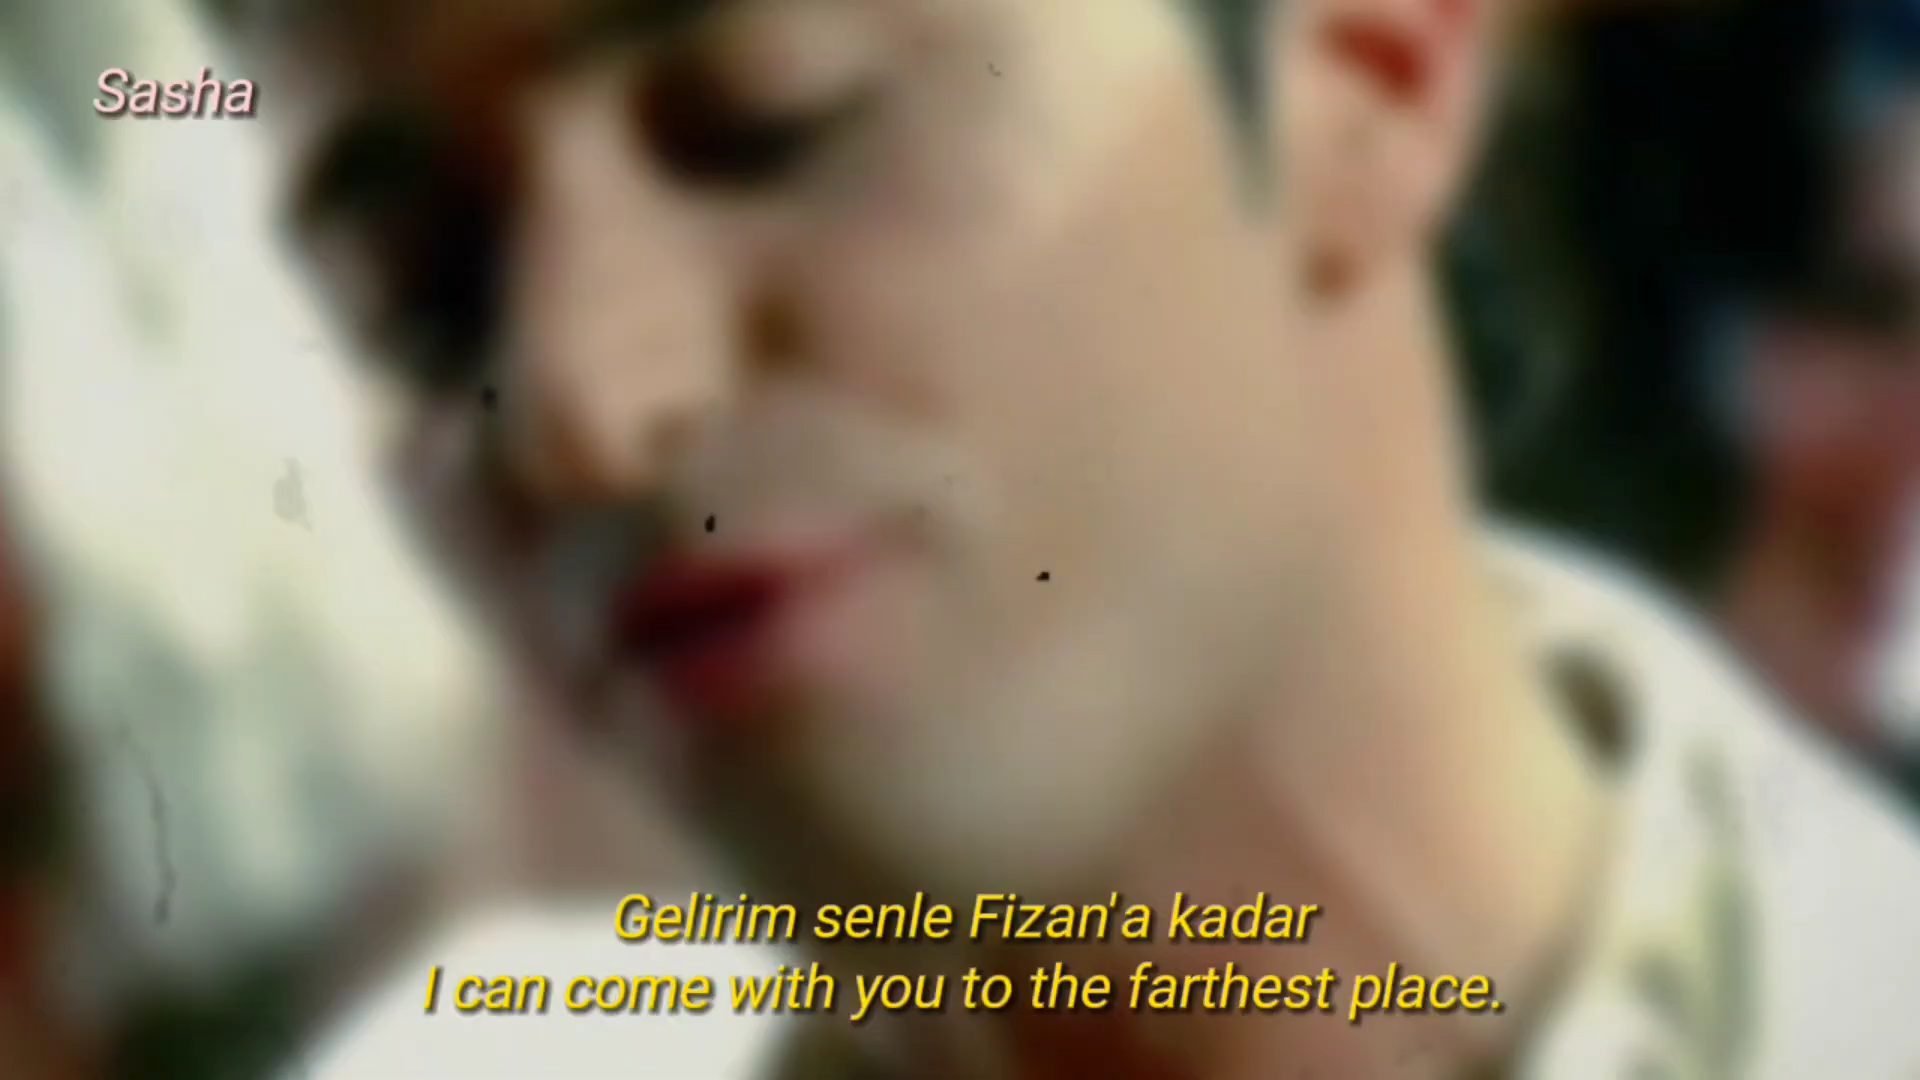 Sasha
Gelirim senle Fizan'a kadar
I can come with you to the farthest place.